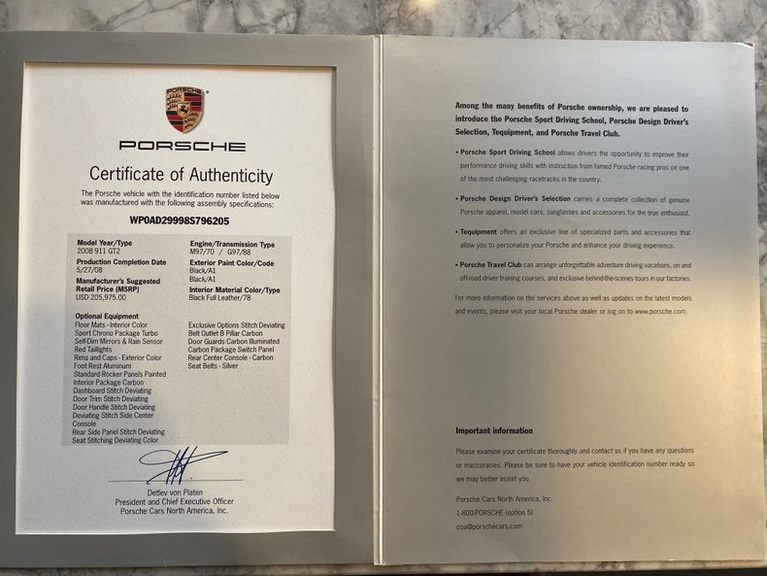 PORSCHE
PORSCHE
Certificate of Authenticity
The Porsche vehicle with the identification number listed below
was manufactured with the following assembly specifications:
WP0AD29998S796205
Model Year/Type
2008 911 GT2
Production Completion Date
5/27/08
Manufacturer's Suggested
Retail Price (MSRP)
USD 205,975.00
Engine/Transmission Type
M97/70 / G97/88
Exterior Paint Color/Code
Black/A1
Black/A1
Interior Material Color/Type
Black Full Leather/78
Optional Equipment
Floor Mats - Interior Color
Sport Chrono Package Turbo
Self-Dim Mirrors & Rain Sensor
Red Taillights
Rims and Caps - Exterior Color
Foot Rest Aluminum
Standard Rocker Panels Painted
Interior Package Carbon
Dashboard Stitch Deviating
Door Trim Stitch Deviating
Door Handle Stitch Deviating
Deviating Stitch Side Center
Console
Rear Side Panel Stitch Deviating
Seat Stitching Deviating Color
Exclusive Options Stitch Deviating
Belt Outlet B Pillar Carbon
Door Guards Carbon Illuminated
Carbon Package Switch Panel
Rear Center Console - Carbon
Seat Belts - Silver
Detlev von Platen
President and Chief Executive Officer
Porsche Cars North America, Inc.
Among the many benefits of Porsche ownership, we are pleased to
introduce the Porsche Sport Driving School, Porsche Design Driver's
Selection, Tequipment, and Porsche Travel Club.
• Porsche Sport Driving School allows drivers the opportunity to improve their
performance driving skills with instruction from famed Porsche racing pros on one
of the most challenging racetracks in the country.
• Porsche Design Driver's Selection carries a complete collection of genuine
Porsche apparel, model cars, sunglasses and accessories for the true enthusiast.
• Tequipment offers an exclusive line of specialized parts and accessories that
allow you to personalize your Porsche and enhance your driving experience.
• Porsche Travel Club can arrange unforgettable adventure driving vacations, on and
off-road driver training courses, and exclusive behind-the-scenes tours in our factories.
For more information on the services above as well as updates on the latest models
and events, please visit your local Porsche dealer or log on to www.porsche.com.
Important information
Please examine your certificate thoroughly and contact us if you have any questions
or inaccuracies. Please be sure to have your vehicle identification number ready so
we may better assist you.
Porsche Cars North America, Inc.
1-800-PORSCHE (option 5)
coa@porschecars.com